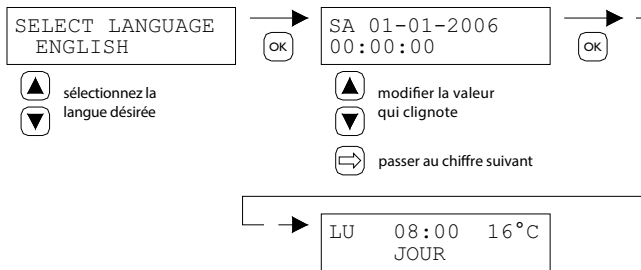 SELECT LANGUAGE
ENGLISH
OK
SA 01-01-2006
00:00:00
OK
sélectionnez la
langue désirée
modifier la valeur
qui clignote
passer au chiffre suivant
LU 08:00 16°C
JOUR